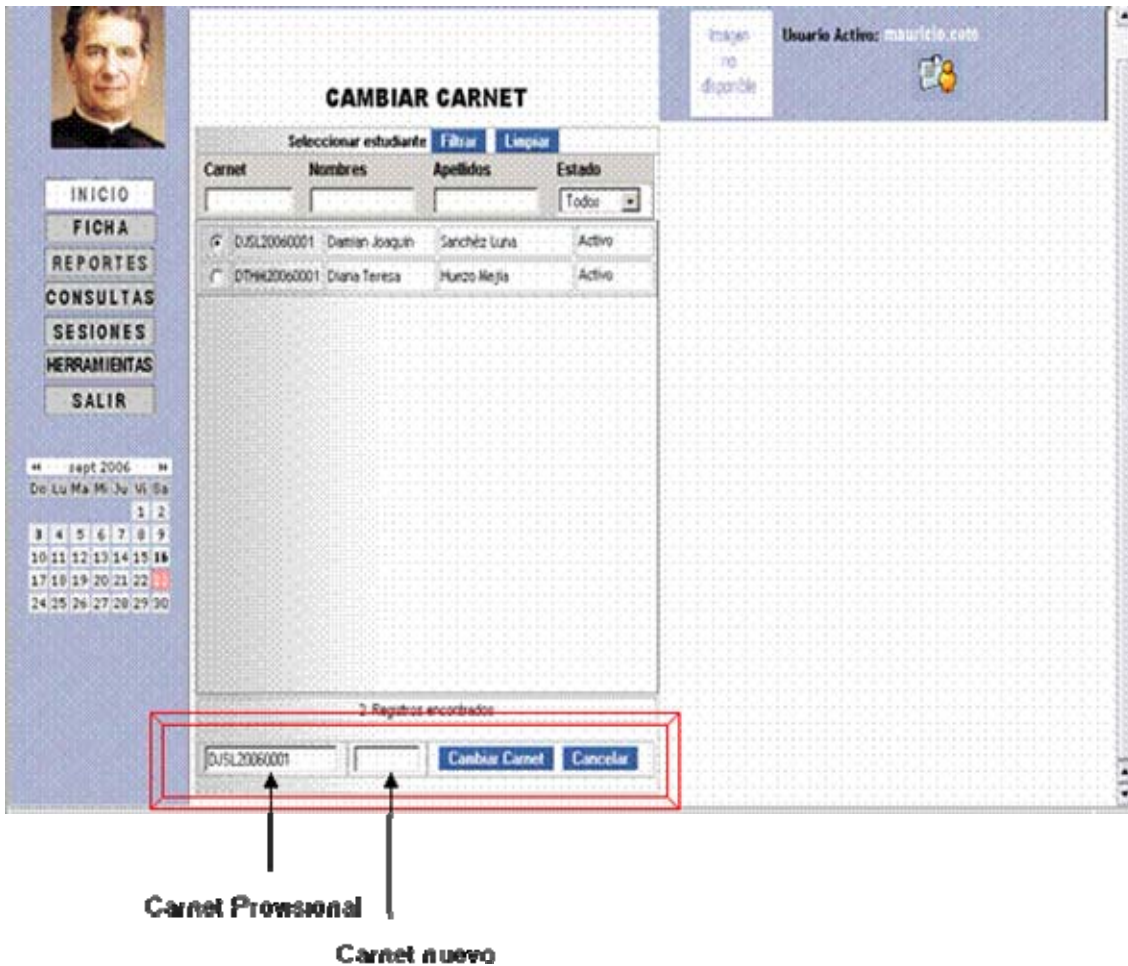 Usuario Activo: mauricio.coto
Imagen
no
disponible
CAMBIAR CARNET
Seleccionar estudiante Filtrar Limpiar
Carnet Nombres Apellidos Estado
Todos
DJSL20060001 Damian Joaquin Sanchéz Luna Activo
20060001 Diana Teresa Mejia Activo
2 Registros encontrados
DJSL20060001 Cambiar Carnet Cancelar
INICIO
FICHA
REPORTES
CONSULTAS
SESIONES
HERRAMIENTAS
SALIR
sept 2006
Do Lu Ma Mi Ju Vi Sa
1 2
3 4 5 6 7 8 9
10 11 12 13 14 15 16
17 18 19 20 21 22
24 25 26 27 28 29 30
Carnet Provisional
Carnet nuevo